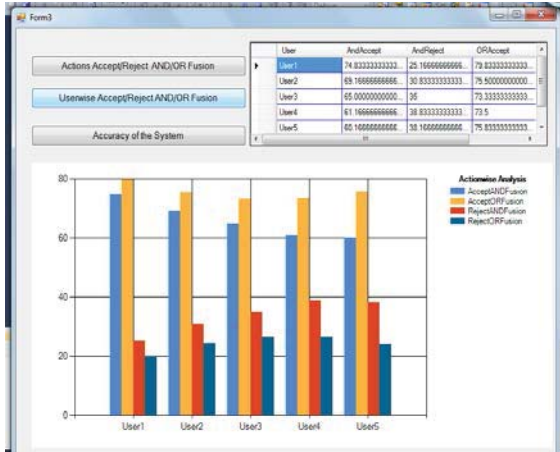 Form3
Actions Accept/Reject AND/OR Fusion
Userwise Accept/Reject AND/OR Fusion
Accuracy of the System
User AndAccept AndReject ORAccept
User1 74.83333333333... 25.16666666666... 79.83333333333...
User2 69.16666666666... 30.83333333333... 75.50000000000...
User3 65.00000000000... 35 73.33333333333...
User4 61.16666666666... 38.83333333333... 73.5
User5 60.16666666666... 38.16666666666... 75.83333333333...
Actionwise Analysis
AcceptANDFusion
AcceptORFusion
RejectANDFusion
RejectORFusion
80
60
40
20
0
User1 User2 User3 User4 User5